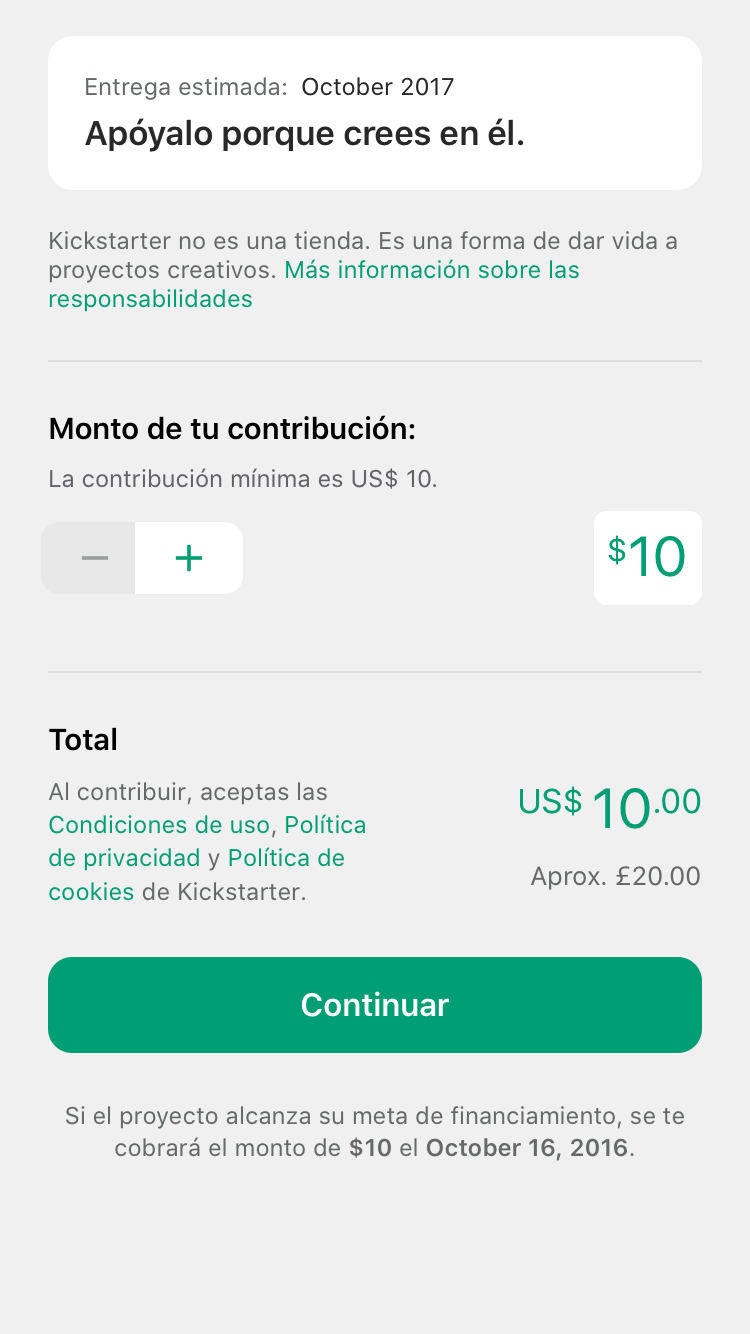 Entrega estimada: October 2017
Apóyalo porque crees en él.
Kickstarter no es una tienda. Es una forma de dar vida a
proyectos creativos. Más información sobre las
responsabilidades
Monto de tu contribución:
La contribución mínima es US$ 10.
$10
Total
Al contribuir, aceptas las
Condiciones de uso, Política
de privacidad y Política de
cookies de Kickstarter.
US$ 10.00
Aprox. £20.00
Continuar
Si el proyecto alcanza su meta de financiamiento, se te
cobrará el monto de $10 el October 16, 2016.